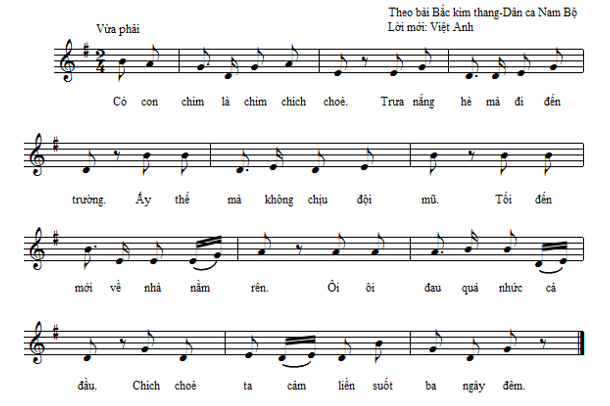 Theo bài Bắc kim thang-Dân ca Nam Bộ
Vừa phải
Lời mới: Việt Anh
2
4
Có con chim là chim chích choè. Trưa nắng hè mà đi đến
trường. Ấy thế mà không chịu đội mũ. Tối đến
mới về nhà nằm rên. Ôi ôi đau quá nhức cả
đầu. Chích choè ta cảm liền suốt ba ngày đêm.